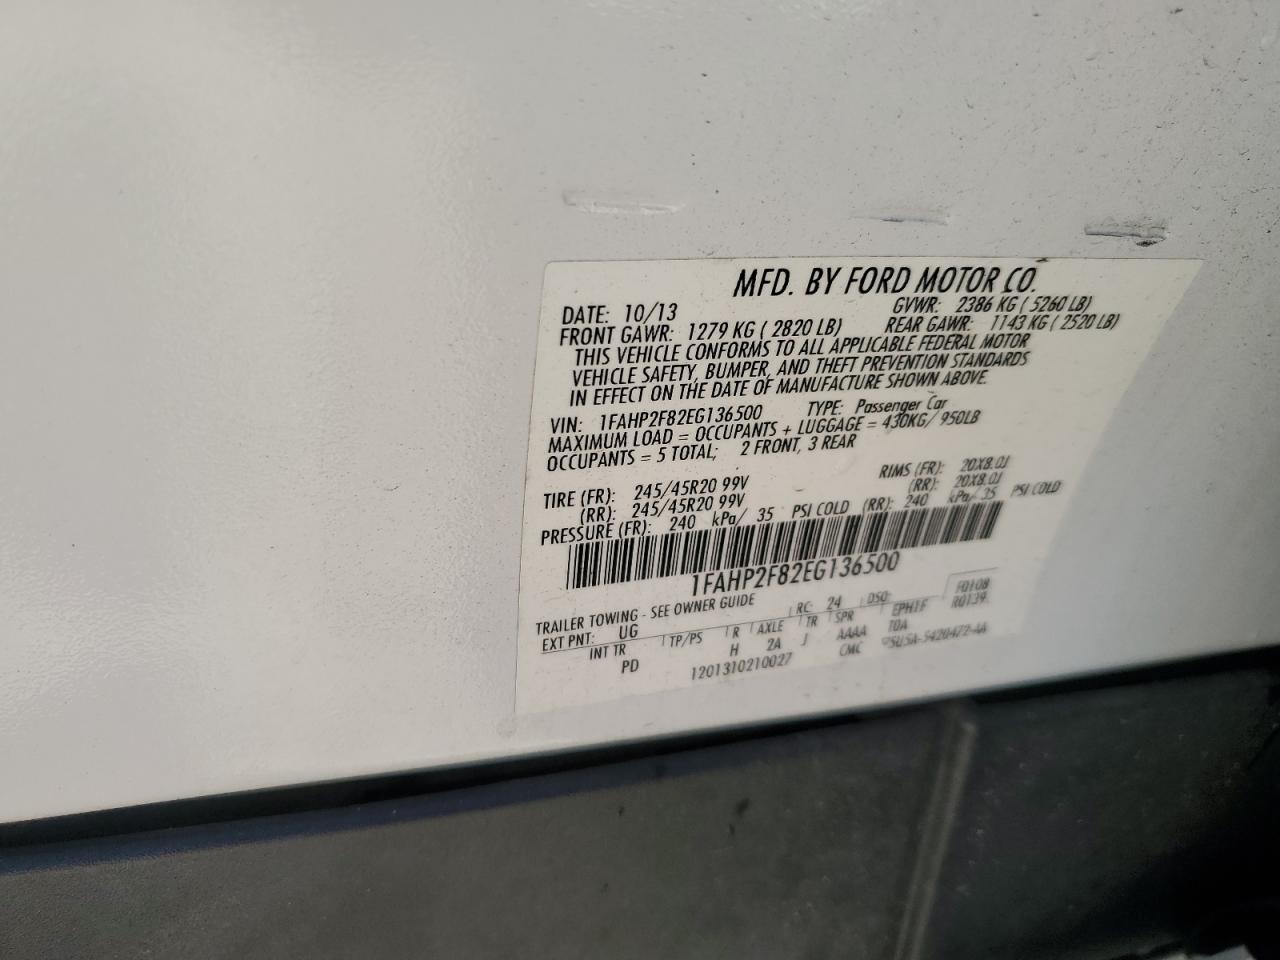 MFD. BY FORD MOTOR CO.
DATE: 10/13 GVWR: 2386 KG ( 5260 LB)
FRONT GAWR: 1279 KG ( 2820 LB) REAR GAWR: 1143 KG ( 2520 LB)
THIS VEHICLE CONFORMS TO ALL APPLICABLE FEDERAL MOTOR
VEHICLE SAFETY, BUMPER, AND THEFT PREVENTION STANDARDS
IN EFFECT ON THE DATE OF MANUFACTURE SHOWN ABOVE.
VIN: 1FAHP2F82EG136500 TYPE: Passenger Car
MAXIMUM LOAD = OCCUPANTS + LUGGAGE = 430KG/ 950LB
OCCUPANTS = 5 TOTAL; 2 FRONT, 3 REAR
TIRE (FR): 245/45R20 99V RIMS (FR): 20X8.0J
(RR): 245/45R20 99V (RR): 20X8.0J
PRESSURE (FR): 240 kPa/ 35 PSI COLD (RR): 240 kPa/ 35 PSI COLD
1FAHP2F82EG136500
TRAILER TOWING - SEE OWNER GUIDE RC: 24 DSO: F0108
EXT PNT: UG TP/PS R AXLE TR SPR EPH1F R0139
INT TR PD H 2A J AAAA TOA
1201310210027 CMC